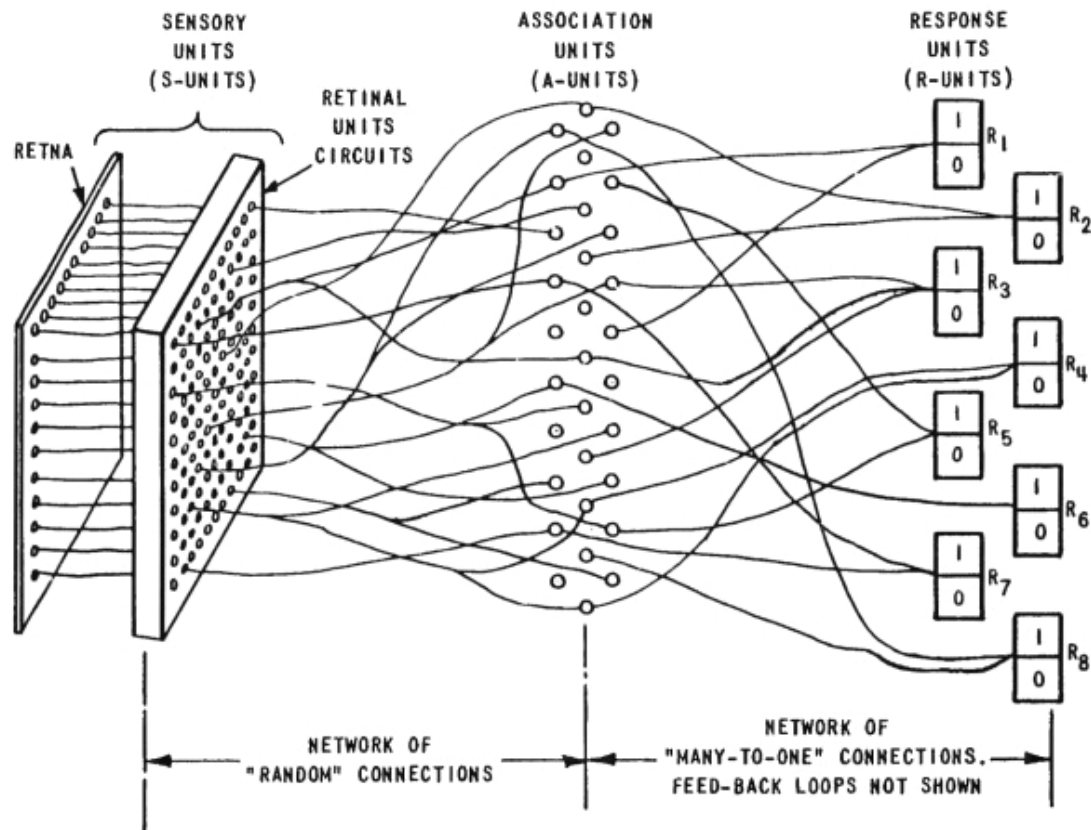 SENSORY
UNITS
(S-UNITS)
ASSOCIATION
UNITS
(A-UNITS)
RESPONSE
UNITS
(R-UNITS)
RETNA
RETINAL
UNITS
CIRCUITS
1
0
R1
1
0
R2
1
0
R3
1
0
R4
1
0
R5
1
0
R6
1
0
R7
1
0
R8
NETWORK OF
"RANDOM" CONNECTIONS
NETWORK OF
"MANY-TO-ONE" CONNECTIONS.
FEED-BACK LOOPS NOT SHOWN